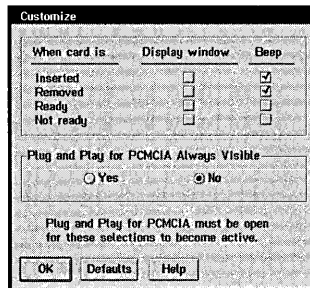 Customize
When card is Display window Beep
Inserted
Removed
Ready
Not ready
Plug and Play for PCMCIA Always Visible
Yes No
Plug and Play for PCMCIA must be open
for these selections to become active.
OK Defaults Help